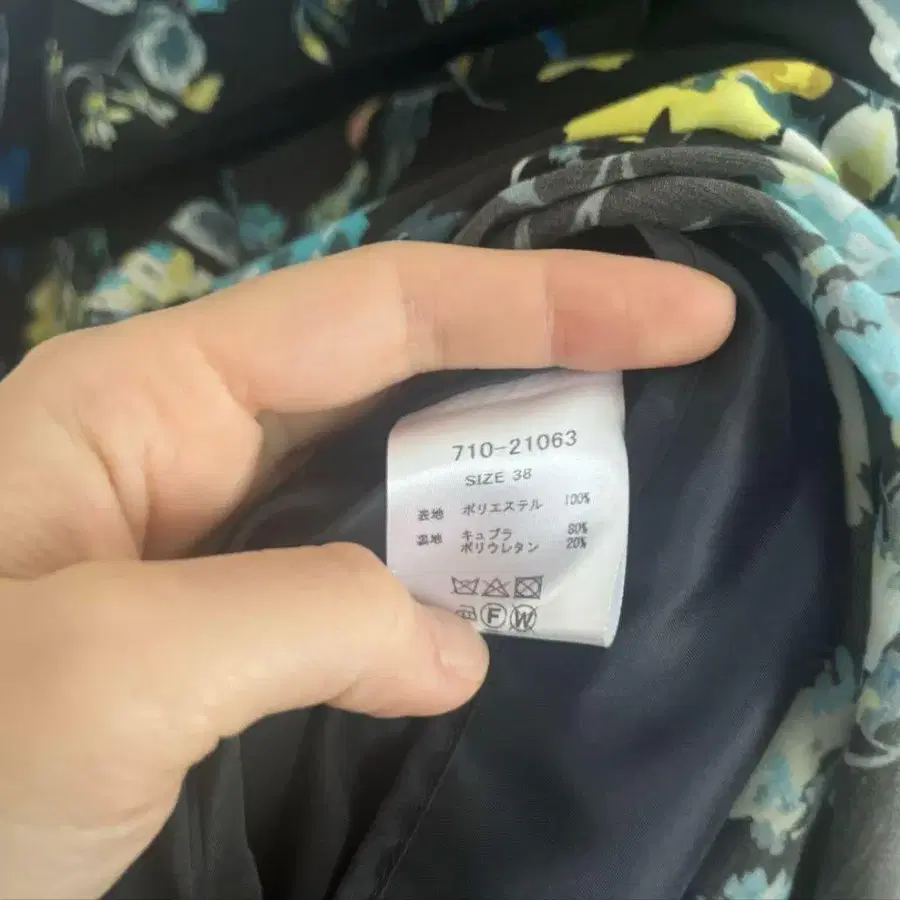 710-21063
SIZE 38
表地 ポリエステル 100%
裏地 キュプラ 80%
ポリウレタン 20%
F W